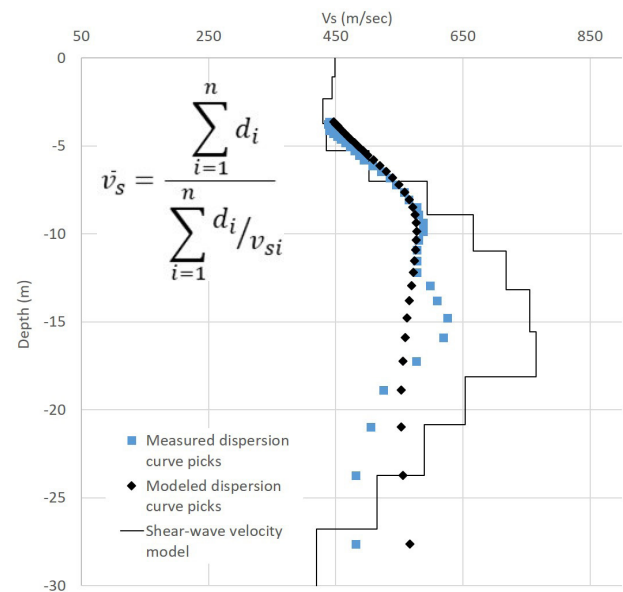 Vs (m/sec)
50 250 450 650 850
0
-5
-10
-15
-20
-25
-30
Depth (m)
n
∑ dᵢ
i=1
v̄ₛ =
n
∑ dᵢ/vₛᵢ
i=1
Measured dispersion
curve picks
Modeled dispersion
curve picks
Shear-wave velocity
model